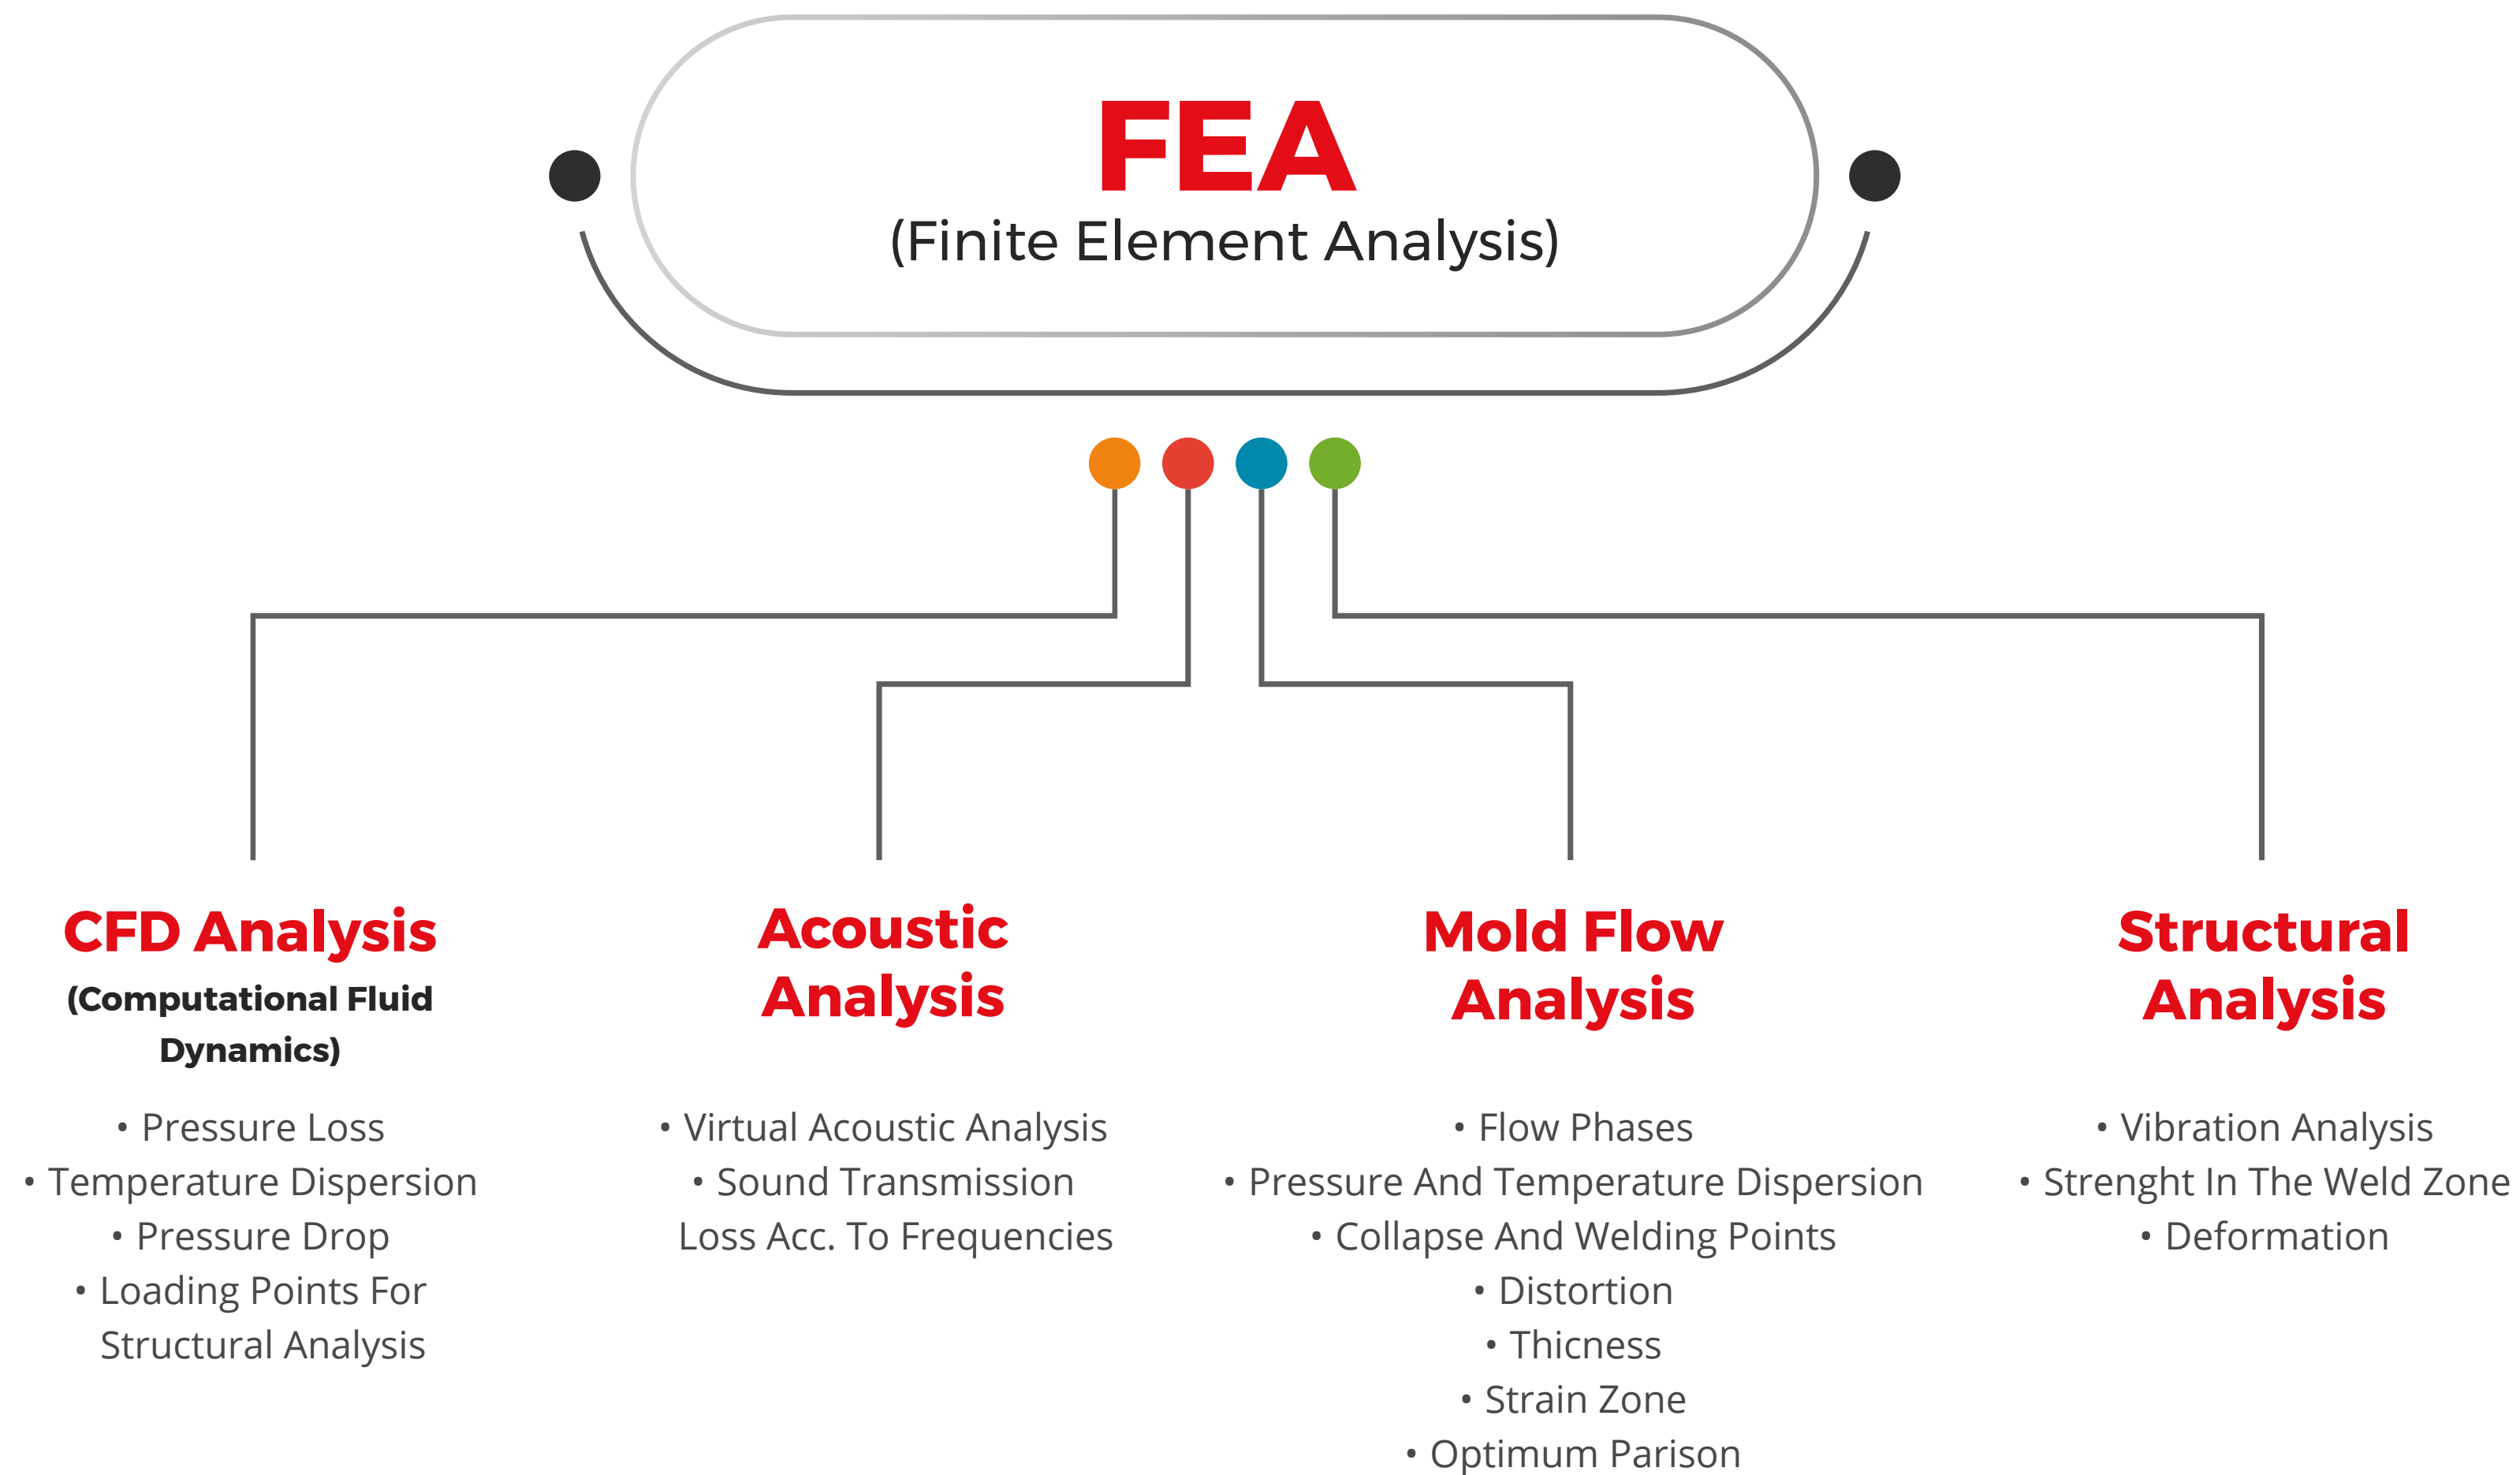 FEA
(Finite Element Analysis)
CFD Analysis
(Computational Fluid
Dynamics)
• Pressure Loss
• Temperature Dispersion
• Pressure Drop
• Loading Points For
Structural Analysis
Acoustic
Analysis
• Virtual Acoustic Analysis
• Sound Transmission
Loss Acc. To Frequencies
Mold Flow
Analysis
• Flow Phases
• Pressure And Temperature Dispersion
• Collapse And Welding Points
• Distortion
• Thicness
• Strain Zone
• Optimum Parison
Structural
Analysis
• Vibration Analysis
• Strenght In The Weld Zone
• Deformation